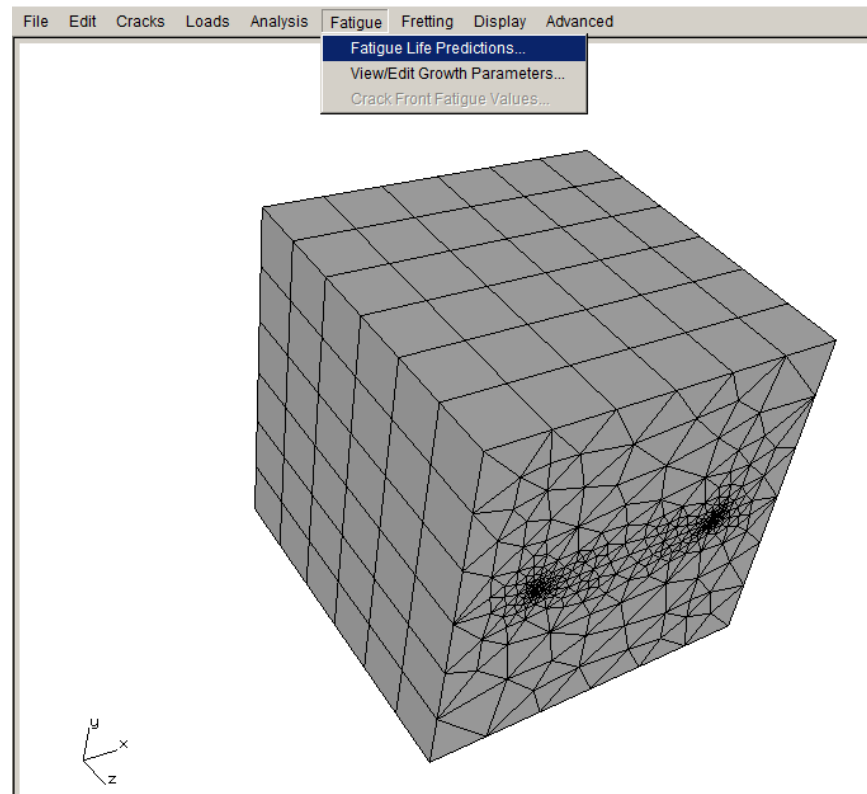 File Edit Cracks Loads Analysis Fatigue Fretting Display Advanced
Fatigue Life Predictions...
View/Edit Growth Parameters...
Crack Front Fatigue Values...
y
x
z